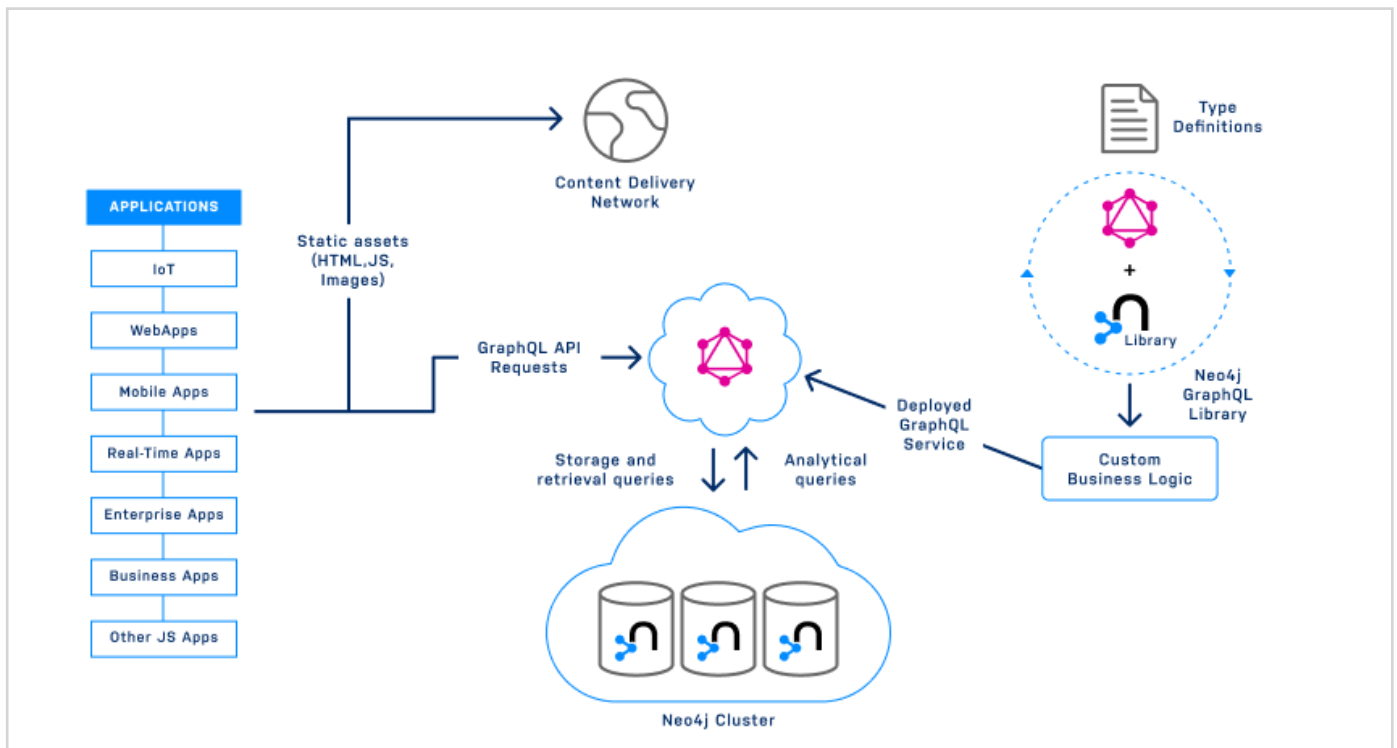 Type
Definitions
Content Delivery
Network
APPLICATIONS
Static assets
(HTML,JS,
Images)
IoT
WebApps
Mobile Apps
Real-Time Apps
Enterprise Apps
Business Apps
Other JS Apps
GraphQL API
Requests
+
Library
Neo4j
GraphQL
Library
Deployed
GraphQL
Service
Custom
Business Logic
Storage and
retrieval queries
Analytical
queries
Neo4j Cluster